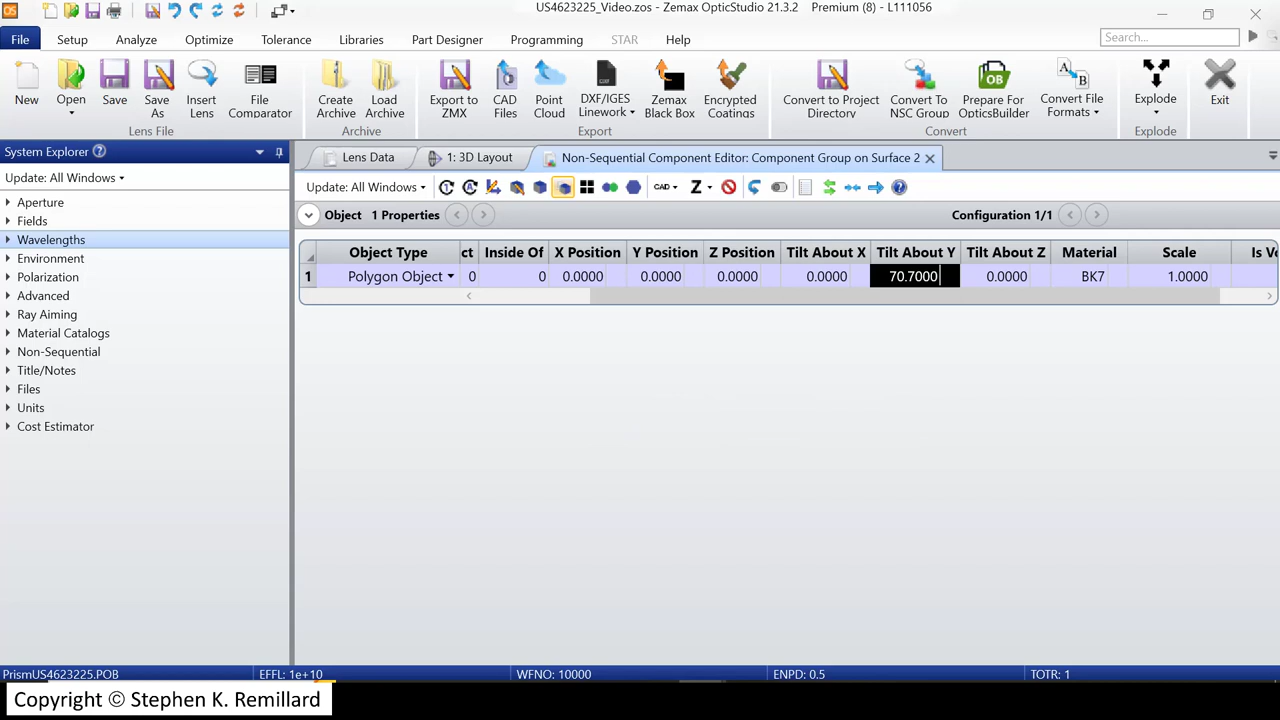 US4623225_Video.zos - Zemax OpticStudio 21.3.2 Premium (8) - L111056
File Setup Analyze Optimize Tolerance Libraries Part Designer Programming STAR Help Search...
New Open Save Save As Insert Lens File Comparator Create Archive Load Archive Export to ZMX CAD Files Point Cloud DXF/IGES Linework Zemax Black Box Encrypted Coatings Convert to Project Directory Convert To NSC Group Prepare For OpticsBuilder Convert File Formats Explode Exit
Lens File Archive Export Convert Explode
System Explorer
Update: All Windows
Aperture
Fields
Wavelengths
Environment
Polarization
Advanced
Ray Aiming
Material Catalogs
Non-Sequential
Title/Notes
Files
Units
Cost Estimator
Lens Data 1: 3D Layout Non-Sequential Component Editor: Component Group on Surface 2
Update: All Windows
Object 1 Properties Configuration 1/1
Object Type ct Inside Of X Position Y Position Z Position Tilt About X Tilt About Y Tilt About Z Material Scale Is Vo
1 Polygon Object 0 0 0.0000 0.0000 0.0000 0.0000 70.7000 0.0000 BK7 1.0000
PrismUS4623225.POB EFFL: 1e+10 WFNO: 10000 ENPD: 0.5 TOTR: 1
Copyright © Stephen K. Remillard